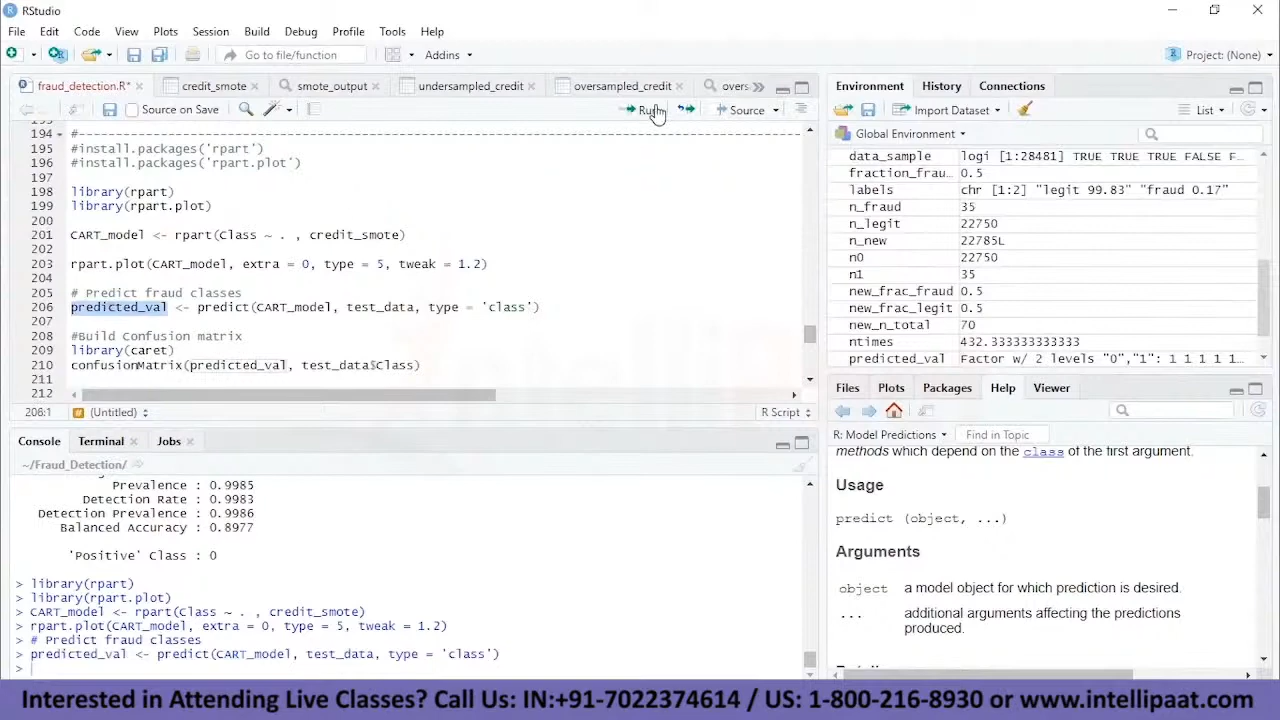 RStudio
File Edit Code View Plots Session Build Debug Profile Tools Help
Go to file/function Addins Project: (None)
fraud_detection.R* credit_smote smote_output undersampled_credit oversampled_credit overs
Source on Save Run Source
194 #
195 #install.packages('rpart')
196 #install.packages('rpart.plot')
197
198 library(rpart)
199 library(rpart.plot)
200
201 CART_model <- rpart(Class ~ . , credit_smote)
202
203 rpart.plot(CART_model, extra = 0, type = 5, tweak = 1.2)
204
205 # Predict fraud classes
206 predicted_val <- predict(CART_model, test_data, type = 'class')
207
208 #Build Confusion matrix
209 library(caret)
210 confusionMatrix(predicted_val, test_data$Class)
211
212
206:1 (Untitled) R Script
Console Terminal Jobs
~/Fraud_Detection/
Prevalence : 0.9985
Detection Rate : 0.9983
Detection Prevalence : 0.9986
Balanced Accuracy : 0.8977
'Positive' Class : 0
> library(rpart)
> library(rpart.plot)
> CART_model <- rpart(Class ~ . , credit_smote)
> rpart.plot(CART_model, extra = 0, type = 5, tweak = 1.2)
> # Predict fraud classes
> predicted_val <- predict(CART_model, test_data, type = 'class')
>
Environment History Connections
Import Dataset List
Global Environment
data_sample logi [1:28481] TRUE TRUE TRUE FALSE F...
fraction_frau... 0.5
labels chr [1:2] "legit 99.83" "fraud 0.17"
n_fraud 35
n_legit 22750
n_new 22785L
n0 22750
n1 35
new_frac_fraud 0.5
new_frac_legit 0.5
new_n_total 70
ntimes 432.333333333333
predicted_val Factor w/ 2 levels "0","1": 1 1 1 1 1...
Files Plots Packages Help Viewer
R: Model Predictions Find in Topic
methods which depend on the class of the first argument.
Usage
predict (object, ...)
Arguments
object a model object for which prediction is desired.
... additional arguments affecting the predictions
produced.
Interested in Attending Live Classes? Call Us: IN:+91-7022374614 / US: 1-800-216-8930 or www.intellipaat.com